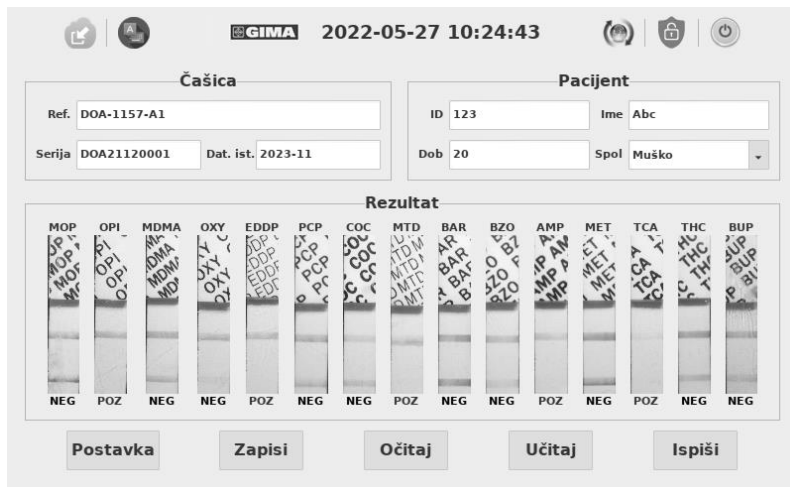 GIMA 2022-05-27 10:24:43
Čašica
Pacijent
Ref. DOA-1157-A1
ID 123 Ime Abc
Serija DOA21120001 Dat. ist. 2023-11
Dob 20 Spol Muško
Rezultat
MOP OPI MDMA OXY EDDP PCP COC MTD BAR BZO AMP MET TCA THC BUP
NEG POZ NEG NEG POZ NEG NEG POZ NEG NEG POZ NEG POZ NEG NEG
Postavka Zapisi Očitaj Učitaj Ispiši